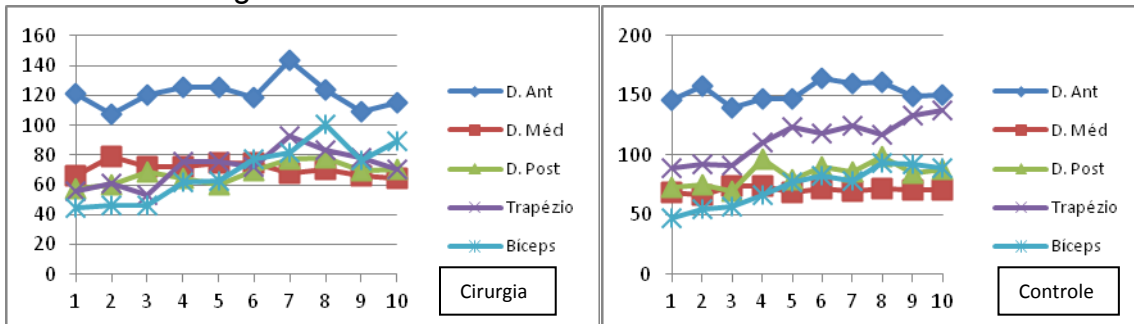 160
140
120
100
80
60
40
20
0
1 2 3 4 5 6 7 8 9 10
D. Ant
D. Méd
D. Post
Trapézio
Bíceps
Cirurgia
200
150
100
50
0
1 2 3 4 5 6 7 8 9 10
D. Ant
D. Méd
D. Post
Trapézio
Bíceps
Controle